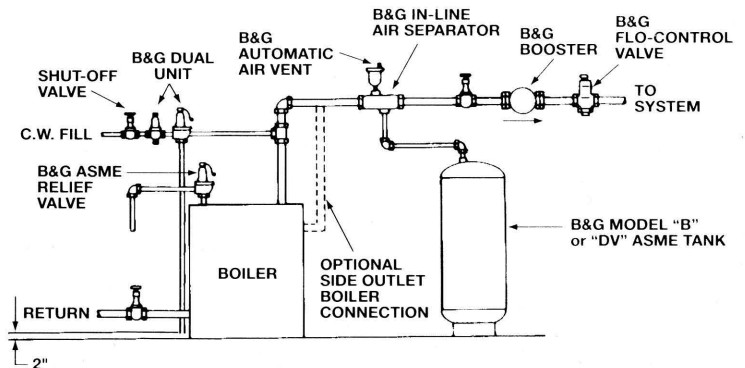 B&G
AUTOMATIC
AIR VENT
B&G IN-LINE
AIR SEPARATOR
B&G
BOOSTER
B&G
FLO-CONTROL
VALVE
SHUT-OFF
VALVE
B&G DUAL
UNIT
TO
SYSTEM
C.W. FILL
B&G ASME
RELIEF
VALVE
BOILER
OPTIONAL
SIDE OUTLET
BOILER
CONNECTION
B&G MODEL “B”
or “DV” ASME TANK
RETURN
2"